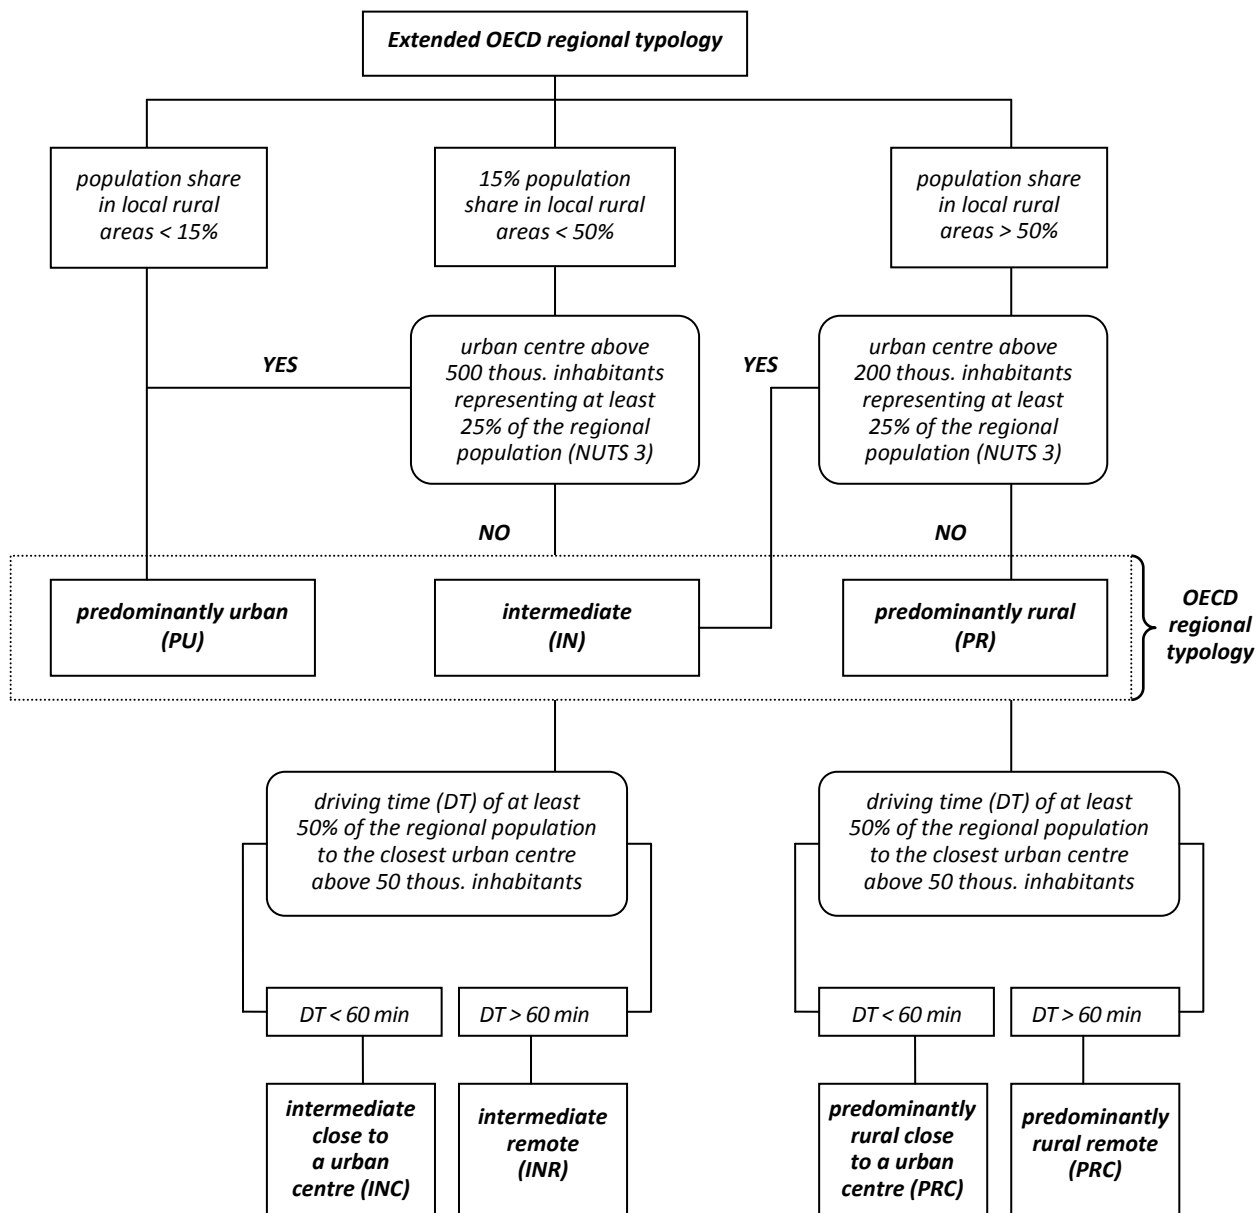 Extended OECD regional typology
population share
in local rural
areas < 15%
15% population
share in local rural
areas < 50%
population share
in local rural
areas > 50%
YES
urban centre above
500 thous. inhabitants
representing at least
25% of the regional
population (NUTS 3)
YES
urban centre above
200 thous. inhabitants
representing at least
25% of the regional
population (NUTS 3)
NO
NO
predominantly urban
(PU)
intermediate
(IN)
predominantly rural
(PR)
OECD
regional
typology
driving time (DT) of at least
50% of the regional population
to the closest urban centre
above 50 thous. inhabitants
driving time (DT) of at least
50% of the regional population
to the closest urban centre
above 50 thous. inhabitants
DT < 60 min
DT > 60 min
DT < 60 min
DT > 60 min
intermediate
close to
a urban
centre (INC)
intermediate
remote
(INR)
predominantly
rural close
to a urban
centre (PRC)
predominantly
rural remote
(PRC)